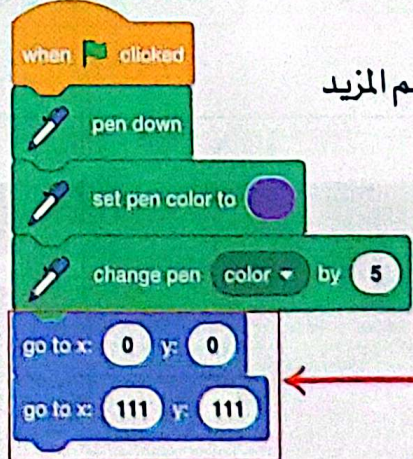 when clicked
م المزيد
pen down
set pen color to
change pen color by 5
go to x: 0 y: 0
go to x: 111 y: 111